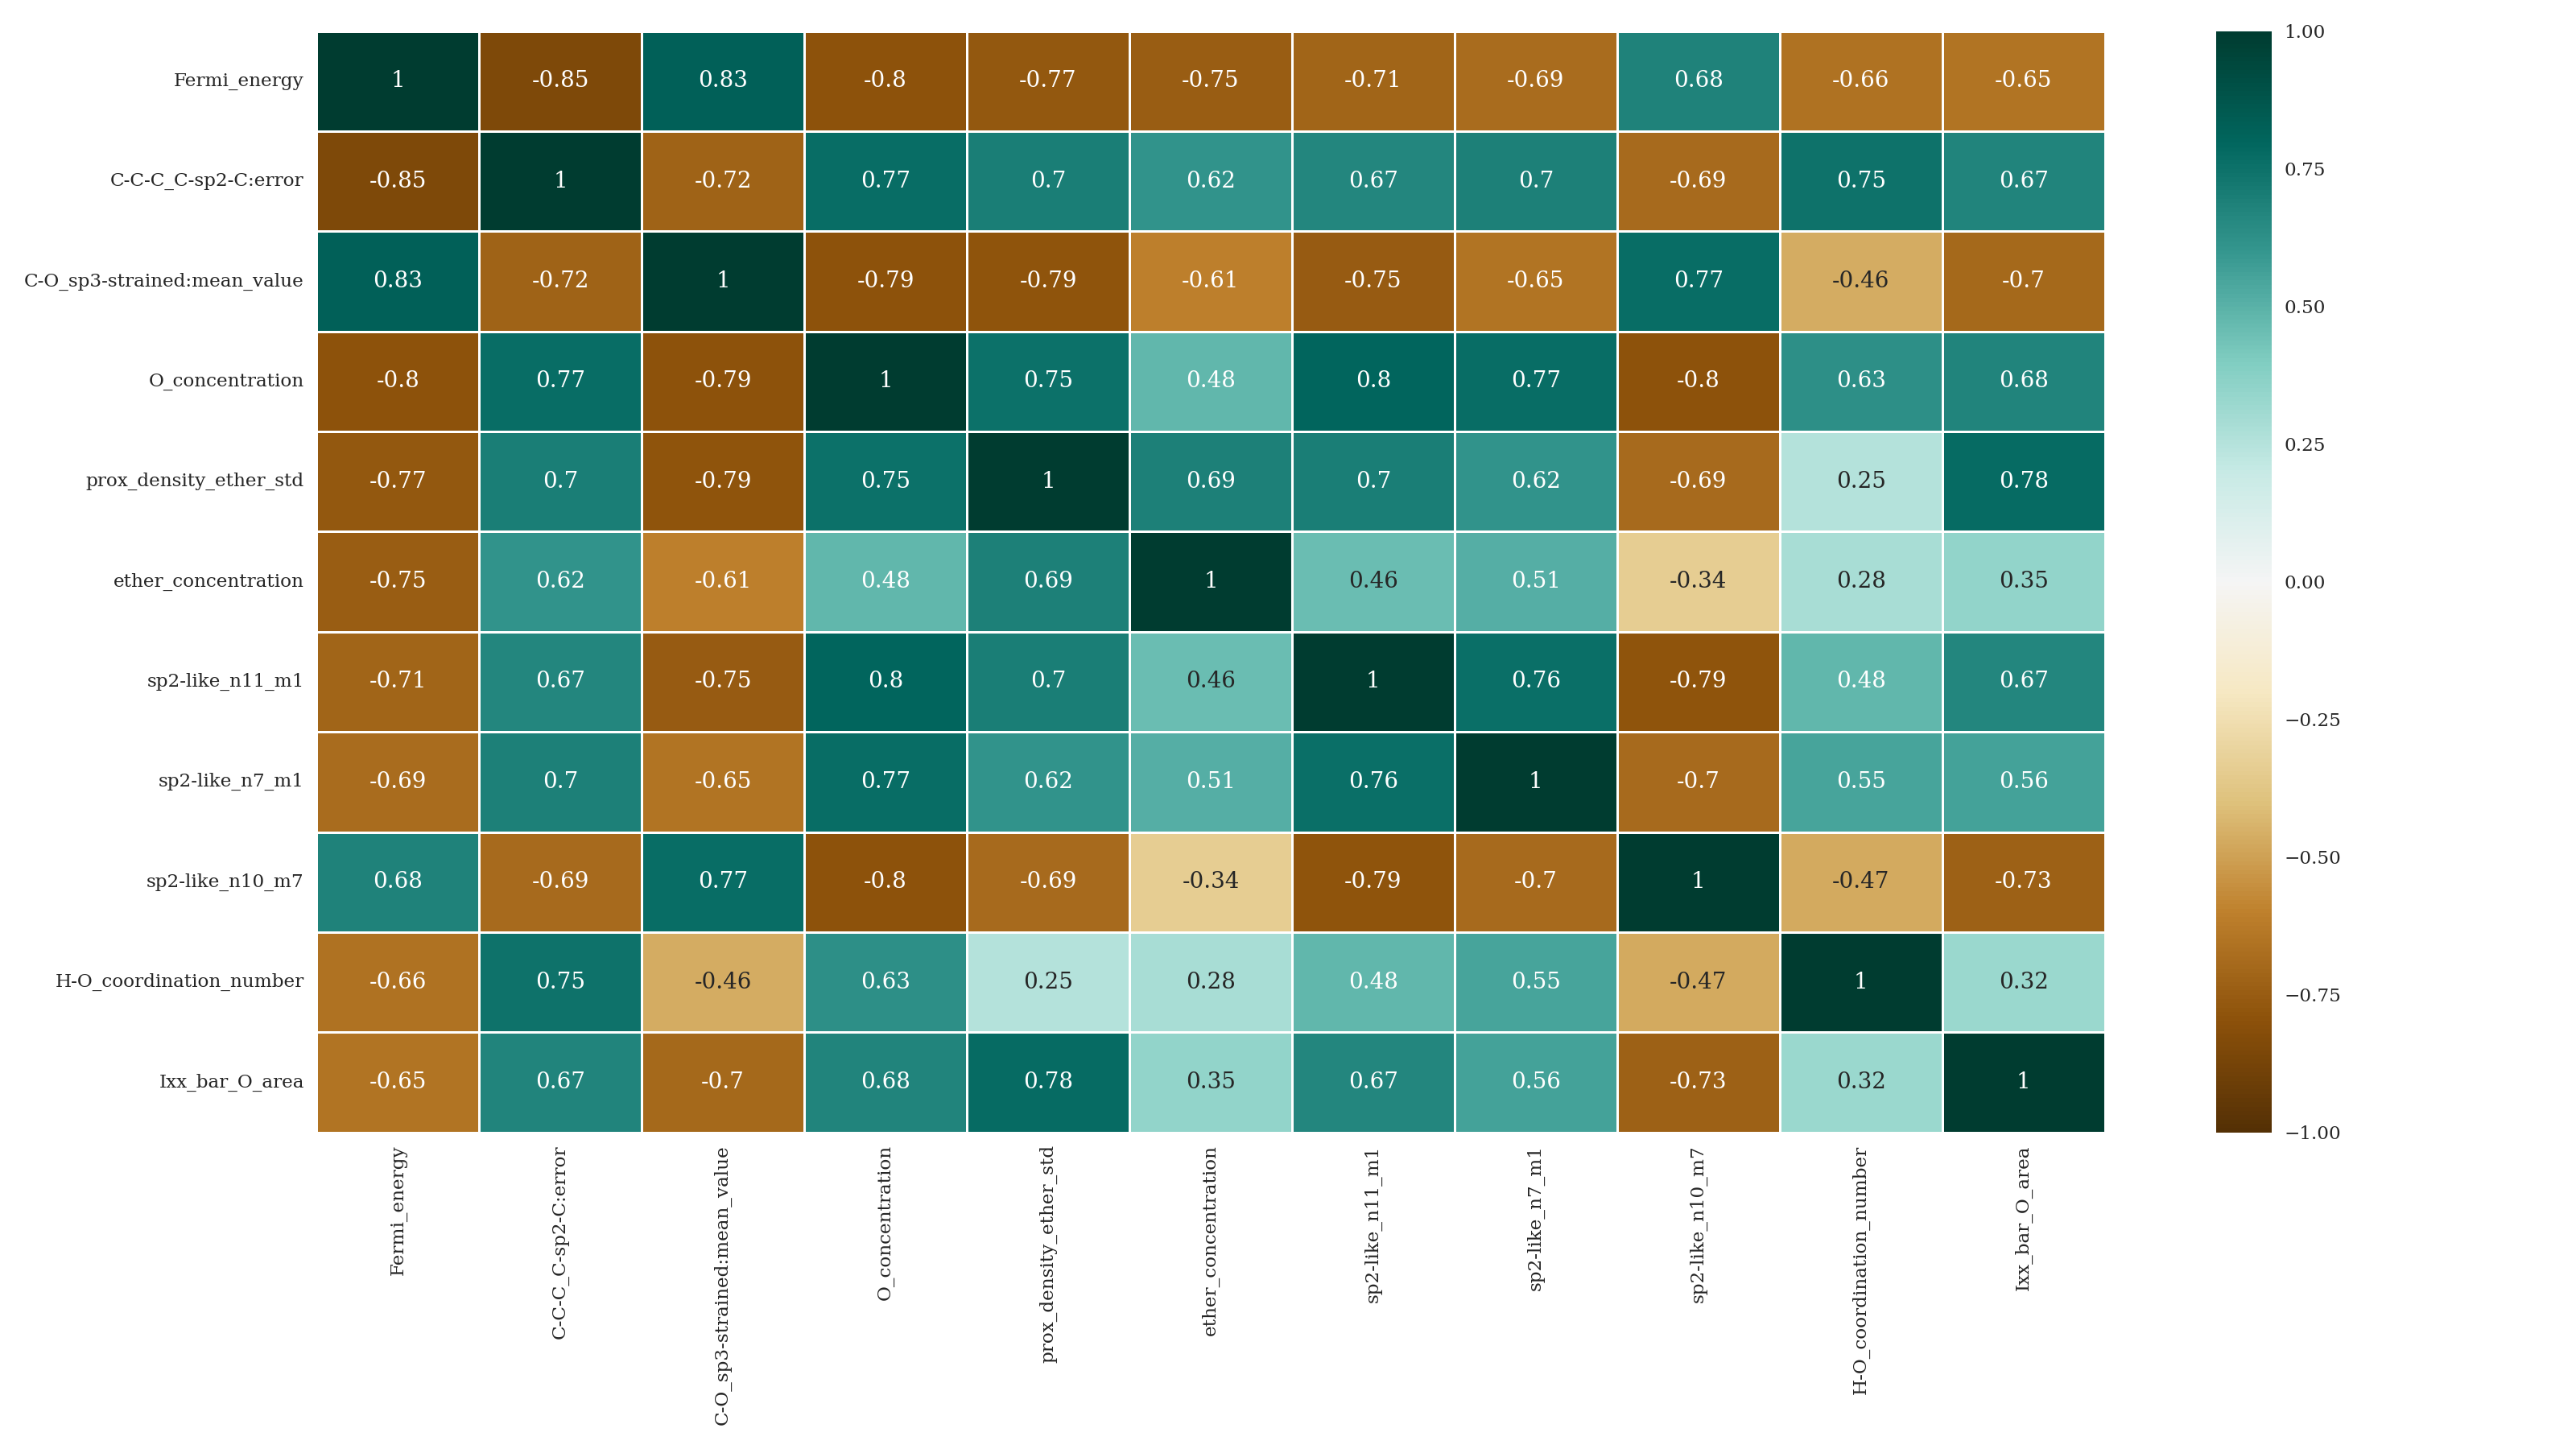 Fermi_energy 1 -0.85 0.83 -0.8 -0.77 -0.75 -0.71 -0.69 0.68 -0.66 -0.65
C-C-C_C-sp2-C:error -0.85 1 -0.72 0.77 0.7 0.62 0.67 0.7 -0.69 0.75 0.67
C-O_sp3-strained:mean_value 0.83 -0.72 1 -0.79 -0.79 -0.61 -0.75 -0.65 0.77 -0.46 -0.7
O_concentration -0.8 0.77 -0.79 1 0.75 0.48 0.8 0.77 -0.8 0.63 0.68
prox_density_ether_std -0.77 0.7 -0.79 0.75 1 0.69 0.7 0.62 -0.69 0.25 0.78
ether_concentration -0.75 0.62 -0.61 0.48 0.69 1 0.46 0.51 -0.34 0.28 0.35
sp2-like_n11_m1 -0.71 0.67 -0.75 0.8 0.7 0.46 1 0.76 -0.79 0.48 0.67
sp2-like_n7_m1 -0.69 0.7 -0.65 0.77 0.62 0.51 0.76 1 -0.7 0.55 0.56
sp2-like_n10_m7 0.68 -0.69 0.77 -0.8 -0.69 -0.34 -0.79 -0.7 1 -0.47 -0.73
H-O_coordination_number -0.66 0.75 -0.46 0.63 0.25 0.28 0.48 0.55 -0.47 1 0.32
Ixx_bar_O_area -0.65 0.67 -0.7 0.68 0.78 0.35 0.67 0.56 -0.73 0.32 1
Fermi_energy
C-C-C_C-sp2-C:error
C-O_sp3-strained:mean_value
O_concentration
prox_density_ether_std
ether_concentration
sp2-like_n11_m1
sp2-like_n7_m1
sp2-like_n10_m7
H-O_coordination_number
Ixx_bar_O_area
1.00
0.75
0.50
0.25
0.00
−0.25
−0.50
−0.75
−1.00